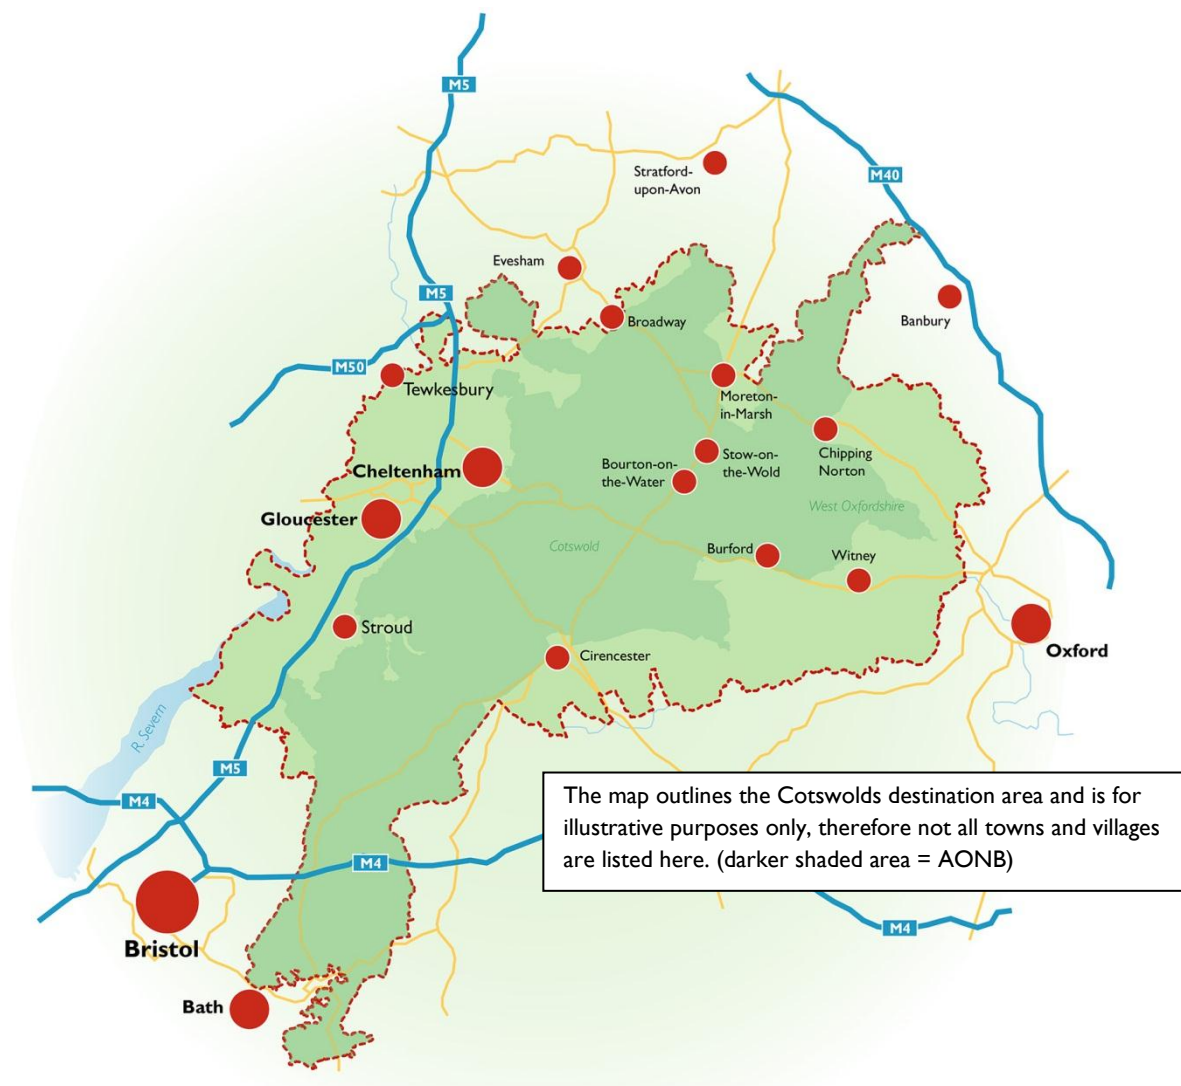 M5
Stratford-
upon-Avon
M40
Evesham
M5
Banbury
Broadway
M50
Tewkesbury
Moreton-
in-Marsh
Chipping
Norton
Stow-on-
the-Wold
Bourton-on-
the-Water
Cheltenham
West Oxfordshire
Gloucester
Cotswold
Burford
Witney
Stroud
Oxford
Cirencester
R. Severn
M5
M4
The map outlines the Cotswolds destination area and is for
illustrative purposes only, therefore not all towns and villages
are listed here. (darker shaded area = AONB)
M4
M4
Bristol
Bath